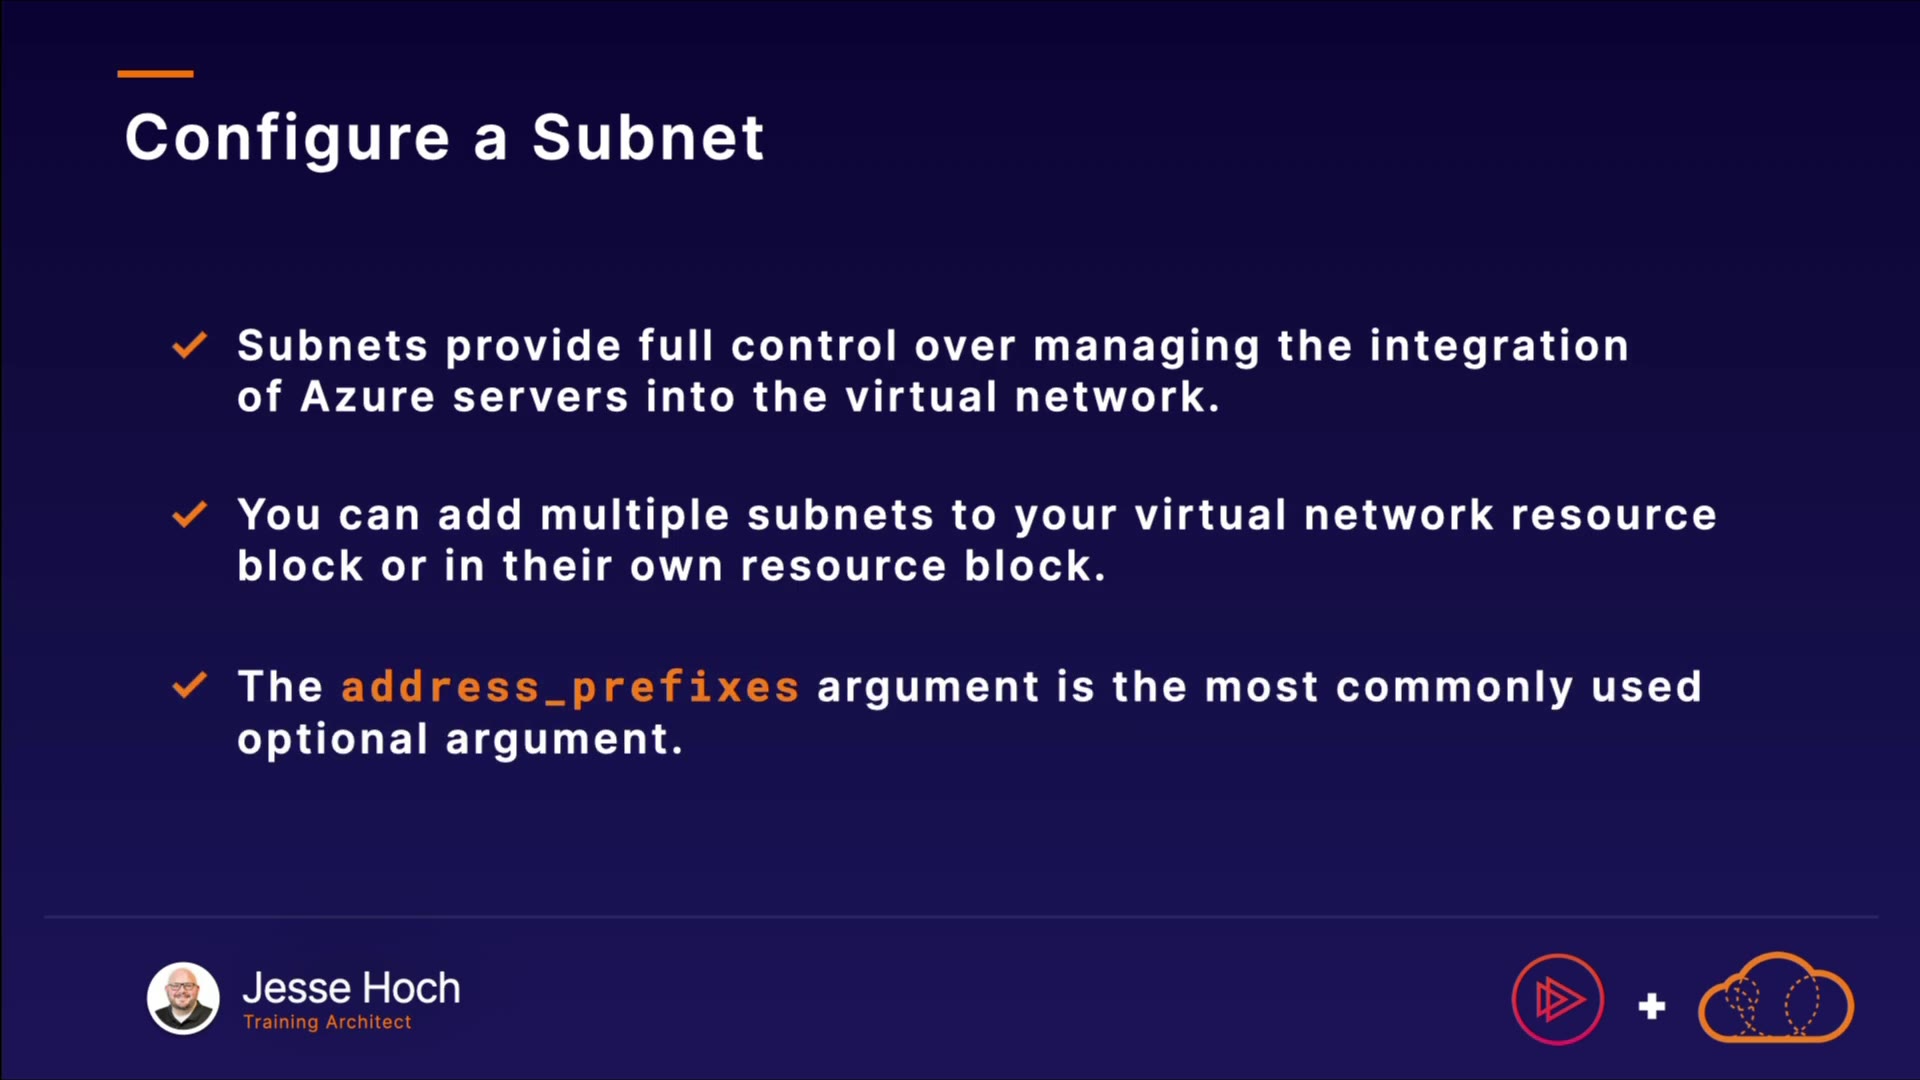 Configure a Subnet
Subnets provide full control over managing the integration
of Azure servers into the virtual network.
You can add multiple subnets to your virtual network resource
block or in their own resource block.
The address_prefixes argument is the most commonly used
optional argument.
Jesse Hoch
Training Architect